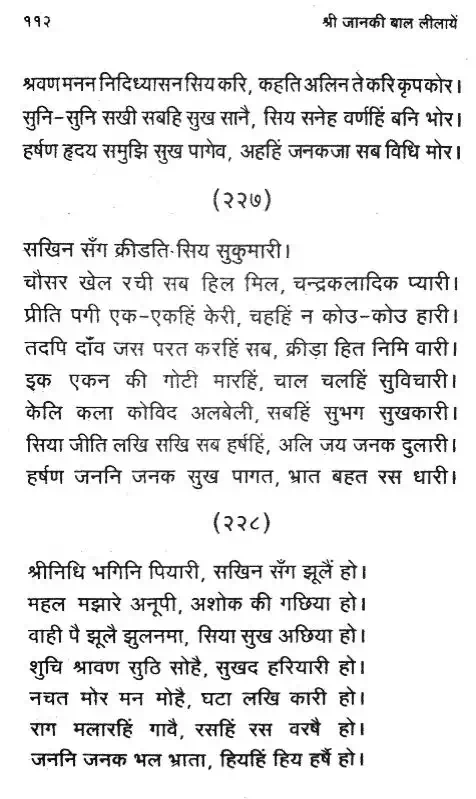 ११२ श्री जानकी बाल लीलायें
श्रवण मनन निदिध्यासन सिय करि, कहति अलिन ते करि कृप कोर।
सुनि-सुनि सखी सबहि सुख सानै, सिय सनेह वर्णहिं बनि भोर।
हर्षण हृदय समुझि सुख पागेव, अहहिं जनकजा सब विधि मोर।
(२२७)
सखिन सँग क्रीडति सिय सुकुमारी।
चौसर खेल रची सब हिल मिल, चन्द्रकलादिक प्यारी।
प्रीति पगी एक-एकहिं केरी, चहहिं न कोउ-कोउ हारी।
तदपि दाँव जस परत करहिं सब, क्रीड़ा हित निमि वारी।
इक एकन की गोटी मारहिं, चाल चलहिं सुविचारी।
केलि कला कोविद अलबेली, सबहिं सुभग सुखकारी।
सिया जीति लखि सखि सब हर्षहिं, अलि जय जनक दुलारी।
हर्षण जननि जनक सुख पागत, भ्रात बहत रस धारी।
(२२८)
श्रीनिधि भगिनि पियारी, सखिन सँग झूलैं हो।
महल मझारे अनूपी, अशोक की गछिया हो।
वाही पै झूलै झुलनमा, सिया सुख अछिया हो।
शुचि श्रावण सुठि सोहै, सुखद हरियारी हो।
नचत मोर मन मोहै, घटा लखि कारी हो।
राग मलारहिं गावै, रसहिं रस वरषै हो।
जननि जनक भल भ्राता, हियहिं हिय हर्षै हो।